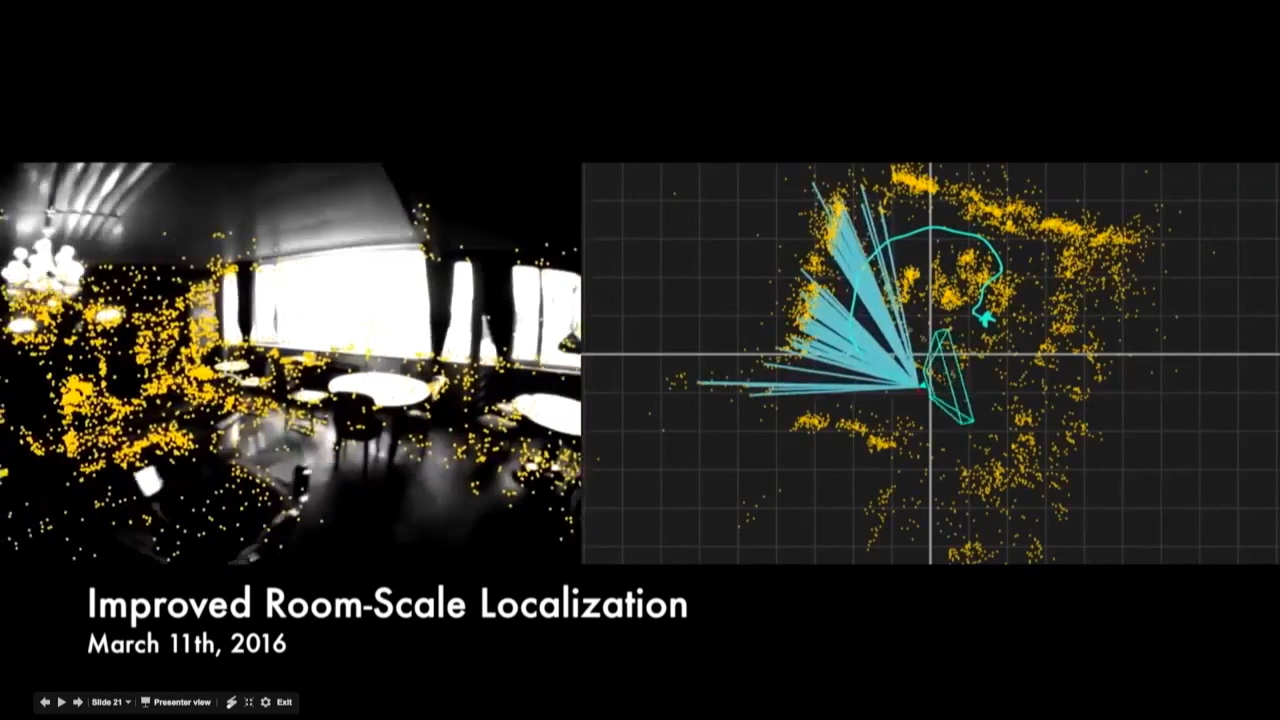 Improved Room-Scale Localization
March 11th, 2016
Slide 21
Presenter view
Exit